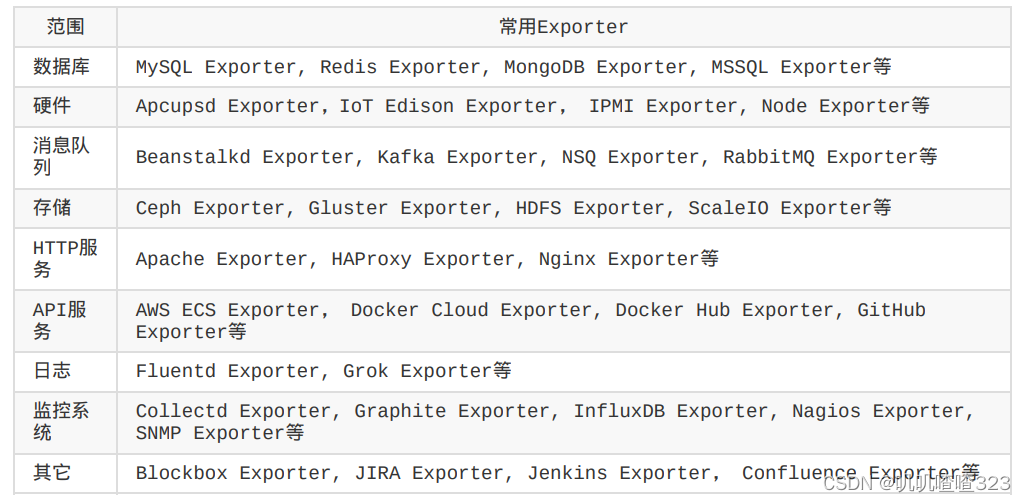 范围 常用Exporter
数据库 MySQL Exporter, Redis Exporter, MongoDB Exporter, MSSQL Exporter等
硬件 Apcupsd Exporter，IoT Edison Exporter， IPMI Exporter, Node Exporter等
消息队
列
Beanstalkd Exporter, Kafka Exporter, NSQ Exporter, RabbitMQ Exporter等
存储 Ceph Exporter, Gluster Exporter, HDFS Exporter, ScaleIO Exporter等
HTTP服
务
Apache Exporter, HAProxy Exporter, Nginx Exporter等
API服
务
AWS ECS Exporter， Docker Cloud Exporter, Docker Hub Exporter, GitHub
Exporter等
日志 Fluentd Exporter, Grok Exporter等
监控系
统
Collectd Exporter, Graphite Exporter, InfluxDB Exporter, Nagios Exporter,
SNMP Exporter等
其它 Blockbox Exporter, JIRA Exporter, Jenkins Exporter， Confluence Exporter等
CSDN @叽叽喳喳323